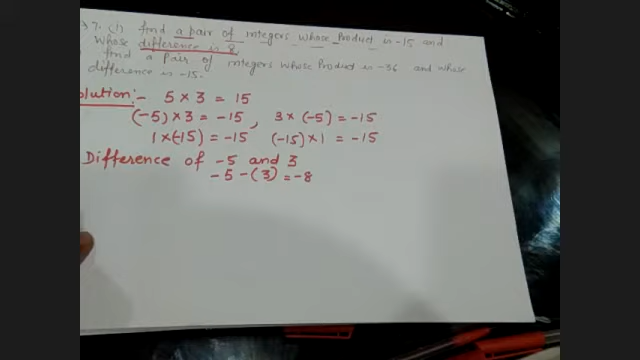 37. (i) find a pair of integers whose product is -15 and
whose difference is 8.
find a pair of integers whose product is -36 and whose
difference is -15.
olution:- 5 × 3 = 15
(-5) × 3 = -15, 3 × (-5) = -15
1 × (-15) = -15 (-15) × 1 = -15
Difference of -5 and 3
-5 - (3) = -8